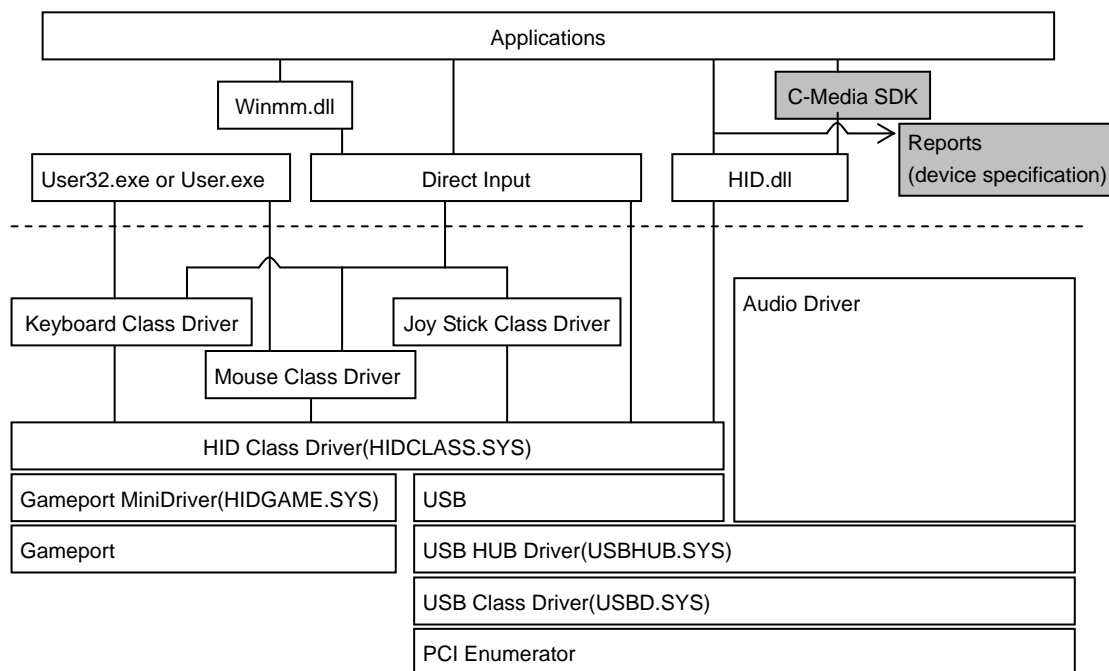 Applications
Winmm.dll
C-Media SDK
Reports
(device specification)
User32.exe or User.exe
Direct Input
HID.dll
Keyboard Class Driver
Joy Stick Class Driver
Audio Driver
Mouse Class Driver
HID Class Driver(HIDCLASS.SYS)
Gameport MiniDriver(HIDGAME.SYS)
USB
Gameport
USB HUB Driver(USBHUB.SYS)
USB Class Driver(USBD.SYS)
PCI Enumerator